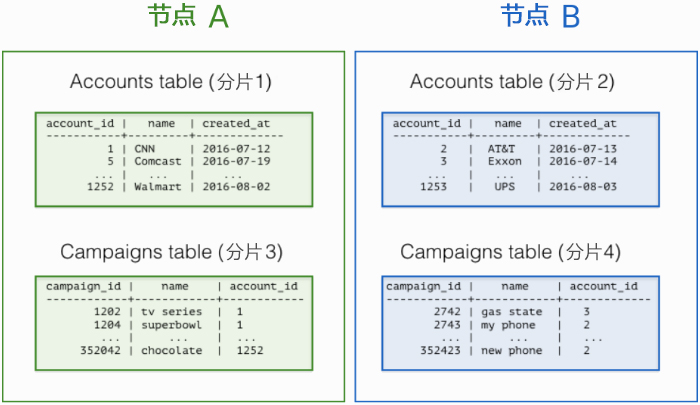 节点 A
Accounts table (分片1)
account_id | name | created_at
-----------+--------+------------
1 | CNN | 2016-07-12
5 | Comcast | 2016-07-19
... | ... | ...
1252 | Walmart | 2016-08-02
Campaigns table (分片3)
campaign_id | name | account_id
------------+-----------+-----------
1202 | tv series | 1
1204 | superbowl | 1
... | ... | ...
352042 | chocolate | 1252
节点 B
Accounts table (分片 2)
account_id | name | created_at
-----------+--------+------------
2 | AT&T | 2016-07-13
3 | Exxon | 2016-07-14
... | ... | ...
1253 | UPS | 2016-08-03
Campaigns table (分片4)
campaign_id | name | account_id
------------+-----------+-----------
2742 | gas state | 3
2743 | my phone | 2
... | ... | ...
352423 | new phone | 2